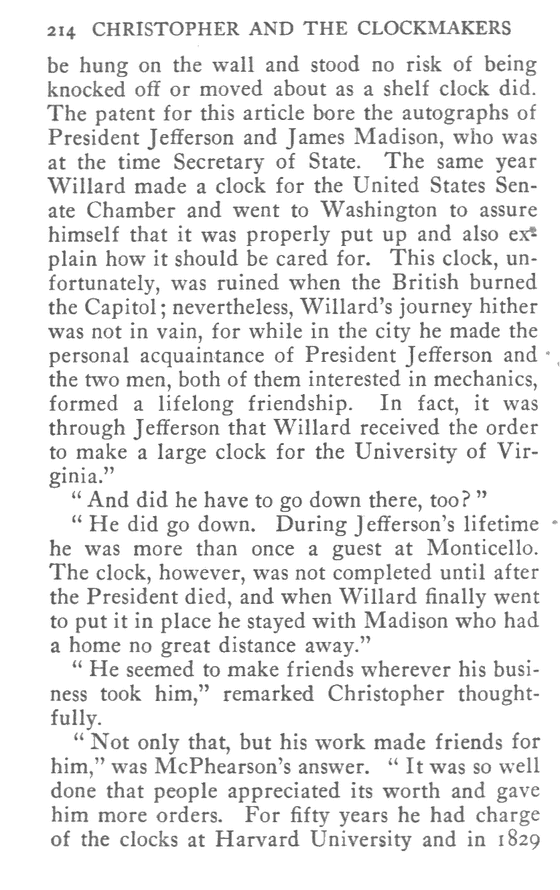 214 CHRISTOPHER AND THE CLOCKMAKERS
be hung on the wall and stood no risk of being
knocked off or moved about as a shelf clock did.
The patent for this article bore the autographs of
President Jefferson and James Madison, who was
at the time Secretary of State. The same year
Willard made a clock for the United States Sen-
ate Chamber and went to Washington to assure
himself that it was properly put up and also ex-
plain how it should be cared for. This clock, un-
fortunately, was ruined when the British burned
the Capitol; nevertheless, Willard's journey hither
was not in vain, for while in the city he made the
personal acquaintance of President Jefferson and
the two men, both of them interested in mechanics,
formed a lifelong friendship. In fact, it was
through Jefferson that Willard received the order
to make a large clock for the University of Vir-
ginia."
"And did he have to go down there, too?"
"He did go down. During Jefferson's lifetime
he was more than once a guest at Monticello.
The clock, however, was not completed until after
the President died, and when Willard finally went
to put it in place he stayed with Madison who had
a home no great distance away."
"He seemed to make friends wherever his busi-
ness took him," remarked Christopher thought-
fully.
"Not only that, but his work made friends for
him," was McPhearson's answer. "It was so well
done that people appreciated its worth and gave
him more orders. For fifty years he had charge
of the clocks at Harvard University and in 1829